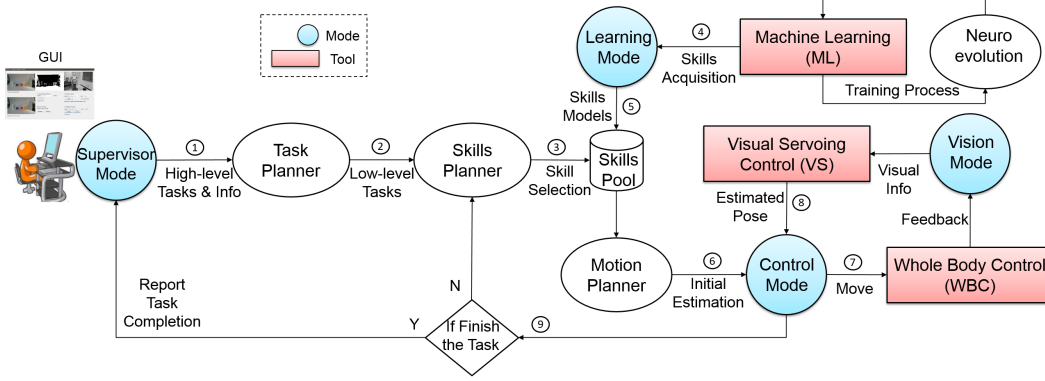 GUI
Mode
Tool
Learning
Mode
4
Skills
Acquisition
Machine Learning
(ML)
Neuro
evolution
Training Process
Skills
Models
5
Supervisor
Mode
1
High-level
Tasks & Info
Task
Planner
2
Low-level
Tasks
Skills
Planner
3
Skill
Selection
Skills
Pool
Visual Servoing
Control (VS)
Visual
Info
Vision
Mode
Estimated
Pose
8
Feedback
Motion
Planner
6
Initial
Estimation
Control
Mode
7
Move
Whole Body Control
(WBC)
Report
Task
Completion
N
Y
If Finish
the Task
9